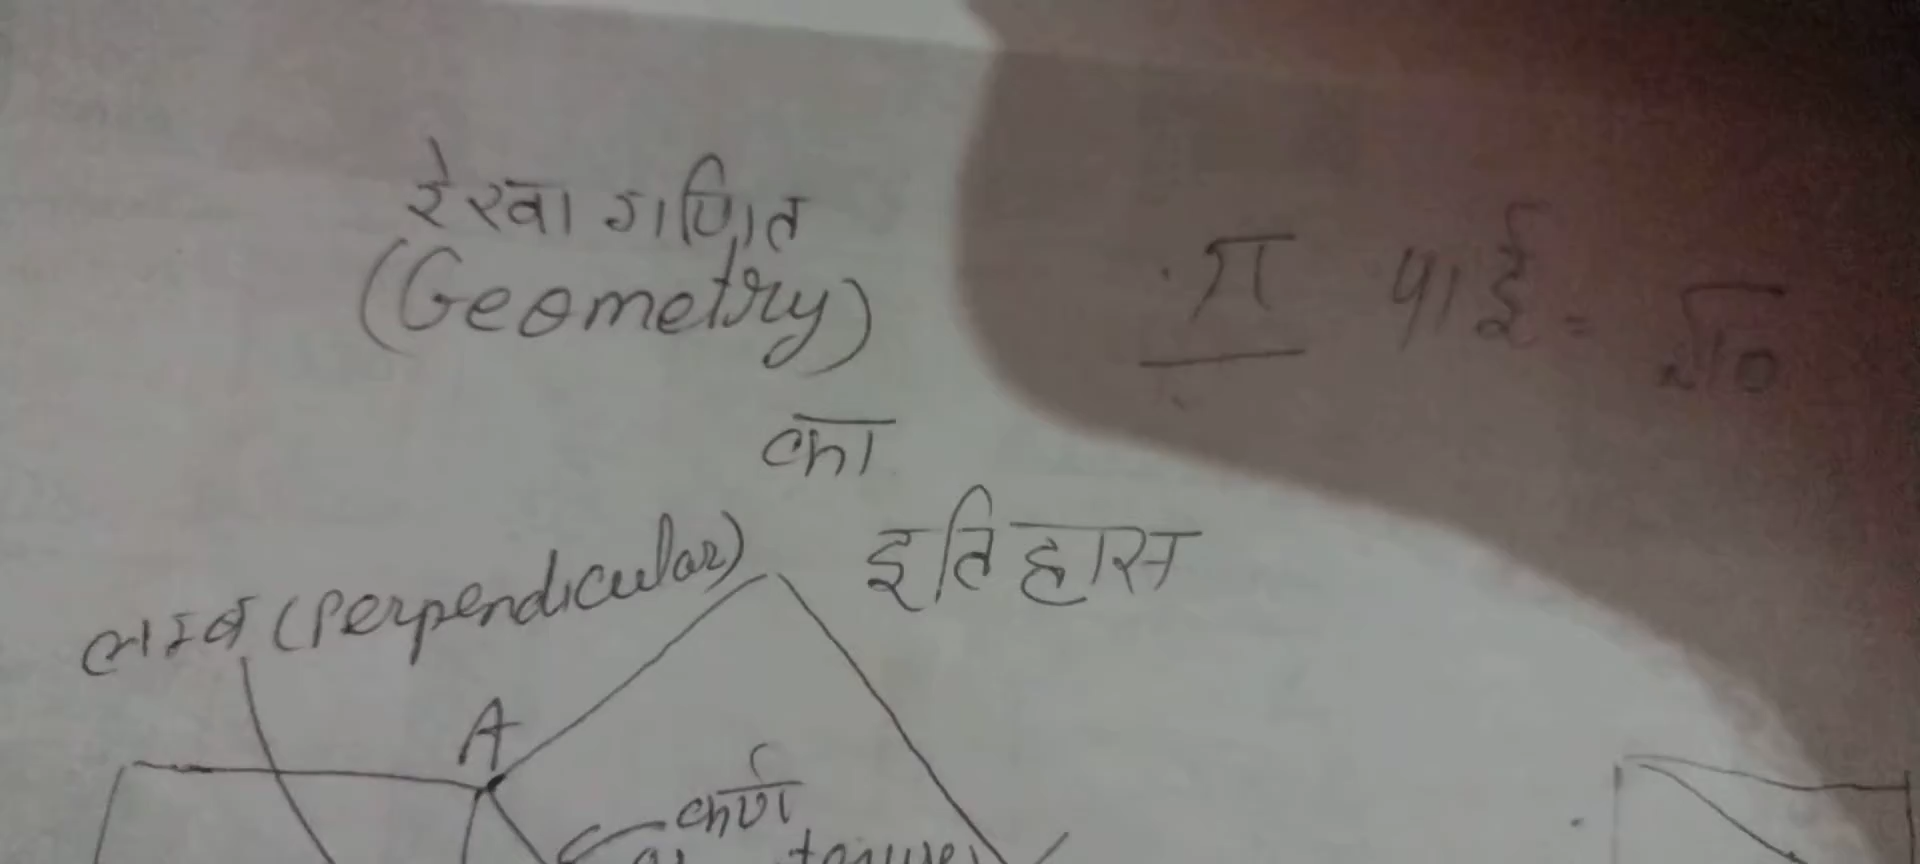 रेखा गणित
(Geometry)
π पाई = √10
का
इतिहास
लम्ब (Perpendicular)
A
कर्ण